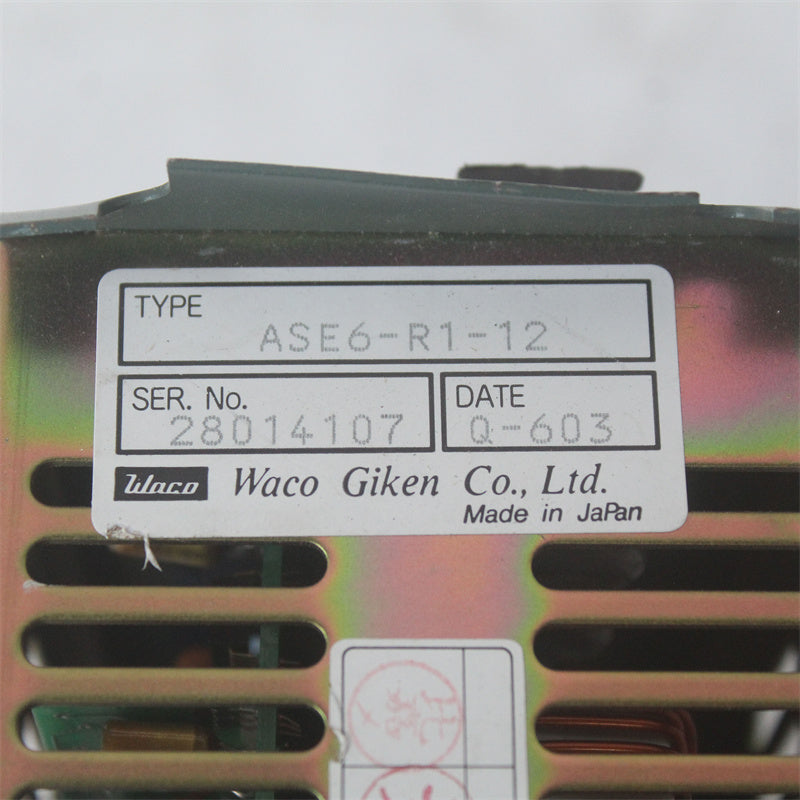 TYPE
ASE6-R1-12
SER. No.
28014107
DATE
Q-603
Waco Waco Giken Co., Ltd.
Made in JaPan